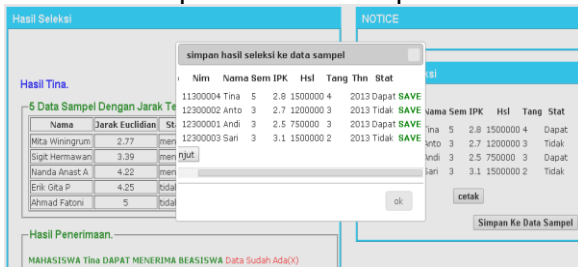 Hasil Seleksi
NOTICE
simpan hasil seleksi ke data sampel
Nim Nama Sem IPK Hsl Tang Thn Stat
11300004 Tina 5 2.8 1500000 4 2013 Dapat SAVE
12300002 Anto 3 2.7 1200000 3 2013 Tidak SAVE
12300001 Andi 3 2.5 750000 3 2013 Dapat SAVE
12300003 Sari 3 3.1 1500000 2 2013 Tidak SAVE
njut
ok
Hasil Tina.
5 Data Sampel Dengan Jarak Te
Nama Jarak Euclidian St
Mita Winingrum 2.77 men
Sigit Hermawan 3.39 men
Nanda Anast A 4.22 men
Erik Gita P 4.25 tidal
Ahmad Fatoni 5 tidal
Hasil Penerimaan.
MAHASISWA Tina DAPAT MENERIMA BEASISWA Data Sudah Ada(X)
ksi
Nama Sem IPK Hsl Tang Stat
Tina 5 2.8 1500000 4 Dapat
Anto 3 2.7 1200000 3 Tidak
Andi 3 2.5 750000 3 Dapat
Sari 3 3.1 1500000 2 Tidak
cetak
Simpan Ke Data Sampel